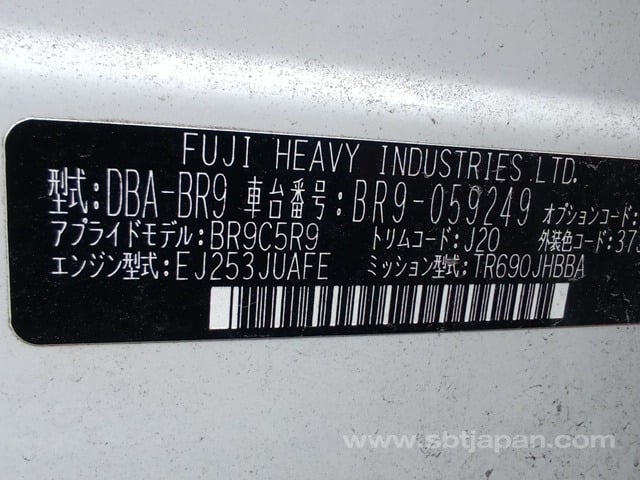 FUJI HEAVY INDUSTRIES.LTD.
型式:DBA-BR9 車台番号:BR9-059249 オプションコード:
アプライドモデル:BR9C5R9 トリムコード:J20 外装色コード:373
エンジン型式:EJ253JUAFE ミッション型式:TR690JHBBA
www.sbtjapan.com